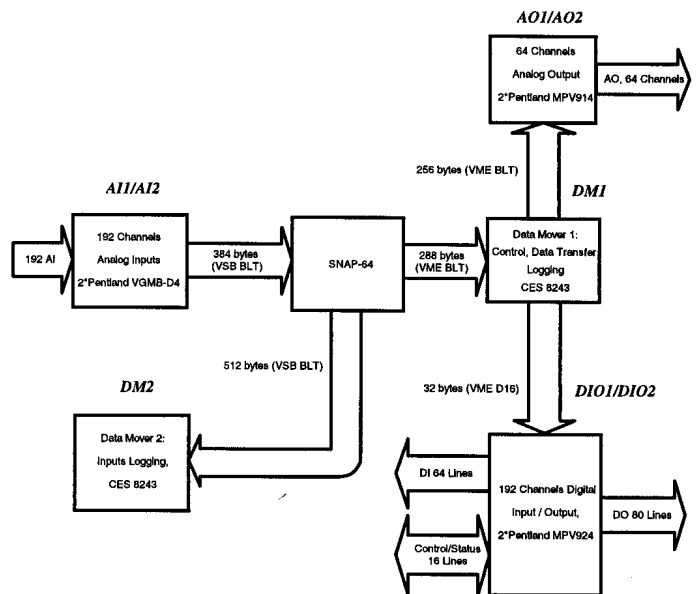 AO1/AO2
64 Channels
Analog Output
2*Pentland MPV914
AO, 64 Channels
256 bytes (VME BLT)
DM1
AI1/AI2
192 AI
192 Channels
Analog Inputs
2*Pentland VGMB-D4
384 bytes
(VSB BLT)
SNAP-64
288 bytes
(VME BLT)
Data Mover 1:
Control, Data Transfer,
Logging
CES 8243
512 bytes (VSB BLT)
DM2
Data Mover 2:
Inputs Logging,
CES 8243
32 bytes (VME D16)
DIO1/DIO2
DI 64 Lines
192 Channels Digital
Input / Output,
2*Pentland MPV924
DO 80 Lines
Control/Status
16 Lines